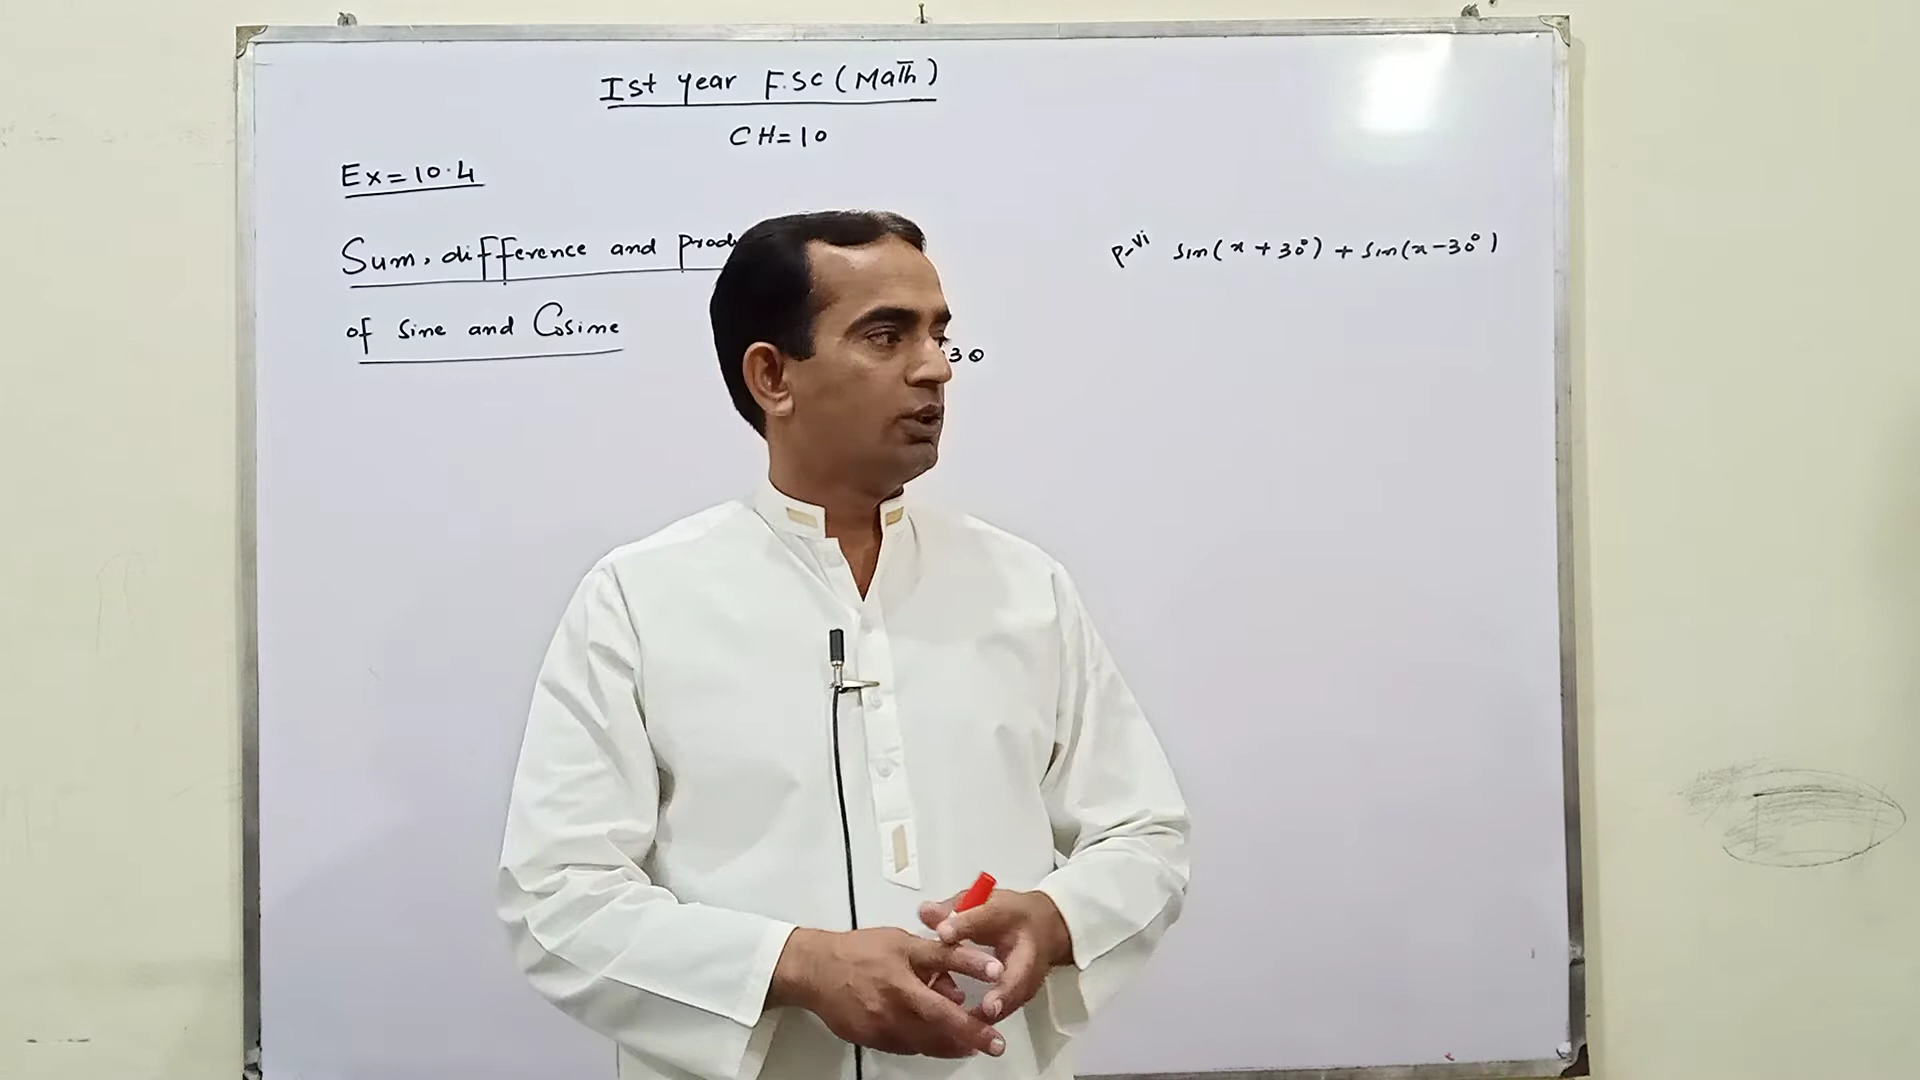 Ist year F.Sc (Math)
CH=10
Ex=10.4
Sum, difference and
of sine and Cosine
P-vi sin(x+30°) + sin(x-30°)
3θ